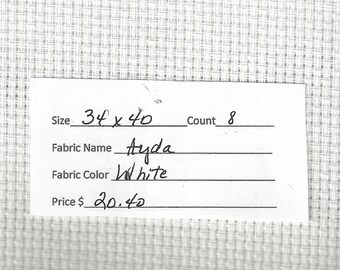 Size 34 x 40 Count 8
Fabric Name Ayda
Fabric Color White
Price $ 20.40